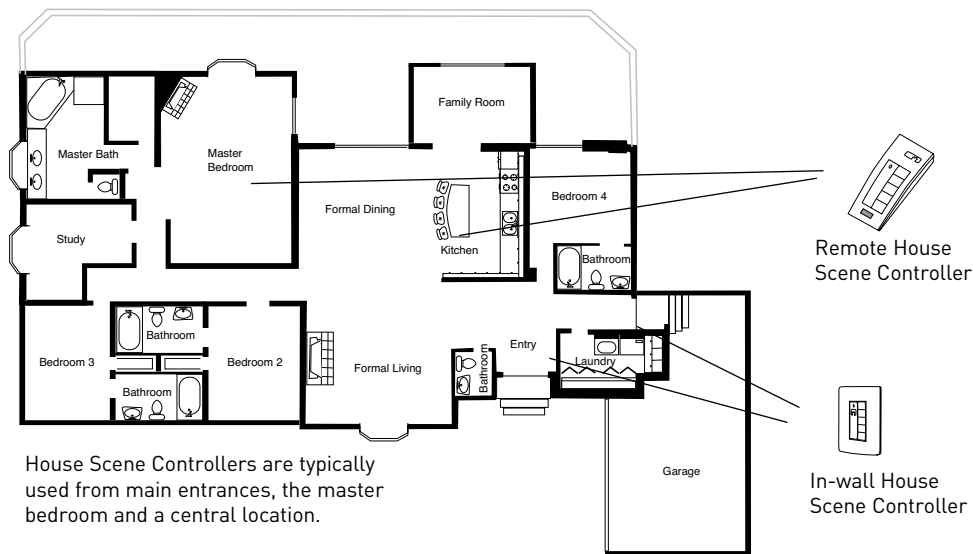 Family Room
Master Bath
Master
Bedroom
Formal Dining
Bedroom 4
Study
Kitchen
Bathroom
Remote House
Scene Controller
Bathroom
Bedroom 3
Bedroom 2
Formal Living
Bathroom
Entry
Laundry
Bathroom
Garage
In-wall House
Scene Controller
House Scene Controllers are typically
used from main entrances, the master
bedroom and a central location.